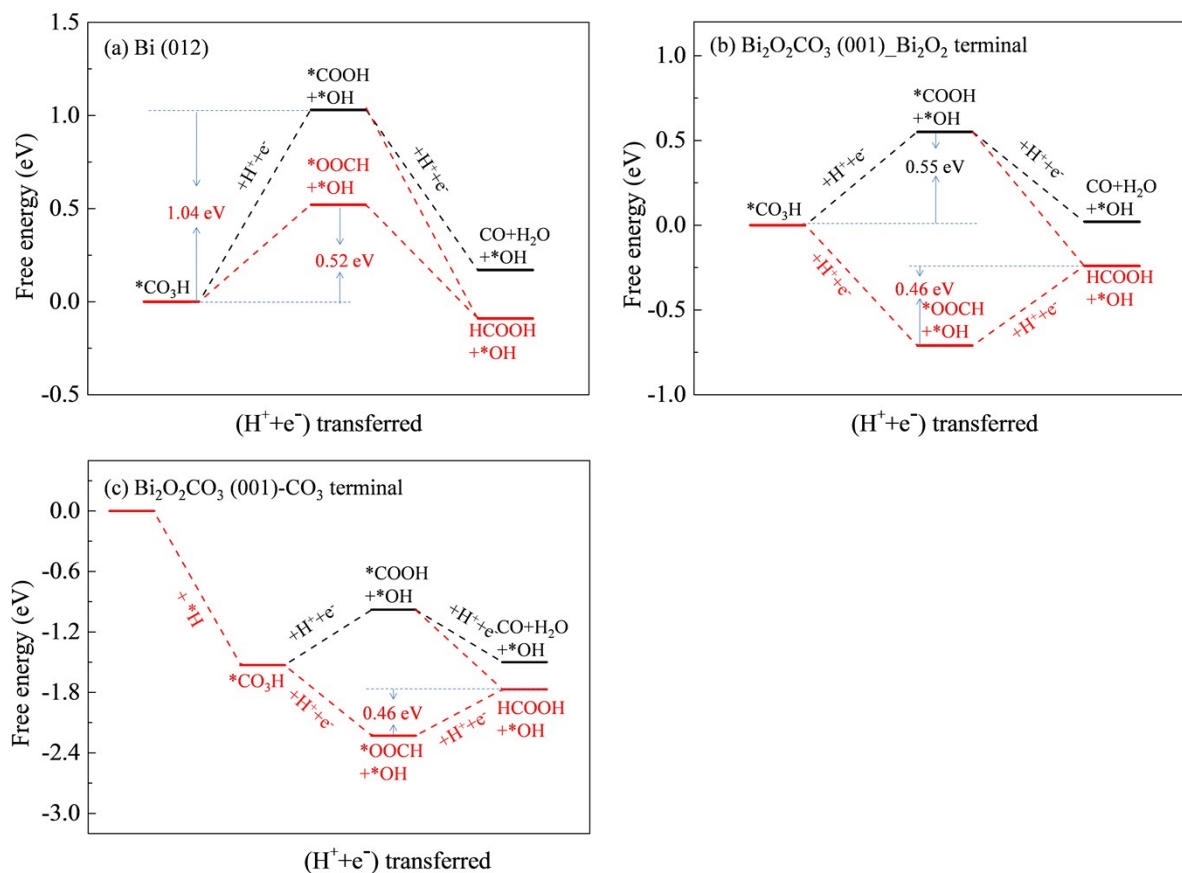 (a) Bi (012)
Free energy (eV)
1.5
1.0
0.5
0.0
-0.5
*COOH
+*OH
+H⁺+e⁻
+H⁺+e⁻
*OOCH
+*OH
1.04 eV
0.52 eV
*CO₃H
CO+H₂O
+*OH
HCOOH
+*OH
(H⁺+e⁻) transferred
(b) Bi₂O₂CO₃ (001)_Bi₂O₂ terminal
Free energy (eV)
1.0
0.5
0.0
-0.5
-1.0
*COOH
+*OH
+H⁺+e⁻
+H⁺+e⁻
0.55 eV
*CO₃H
CO+H₂O
+*OH
+H⁺+e⁻
0.46 eV
*OOCH
+*OH
+H⁺+e⁻
HCOOH
+*OH
(H⁺+e⁻) transferred
(c) Bi₂O₂CO₃ (001)-CO₃ terminal
Free energy (eV)
0.0
-0.6
-1.2
-1.8
-2.4
-3.0
+*H
*COOH
+*OH
+H⁺+e⁻
+H⁺+e⁻
CO+H₂O
+*OH
*CO₃H
+H⁺+e⁻
0.46 eV
+H⁺+e⁻
HCOOH
+*OH
*OOCH
+*OH
(H⁺+e⁻) transferred